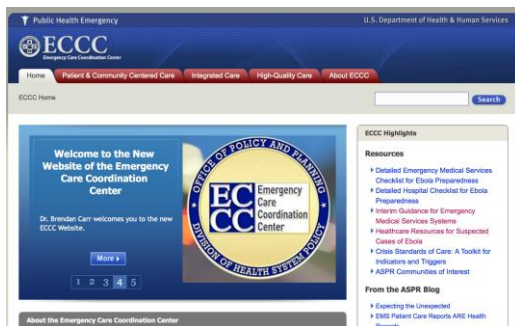 Public Health Emergency
U.S. Department of Health & Human Services
ECCC
Emergency Care Coordination Center
Home
Patient & Community Centered Care
Integrated Care
High-Quality Care
About ECCC
ECCC Home
Search
Welcome to the New
Website of the Emergency
Care Coordination
Center
Dr. Brendan Carr welcomes you to the new
ECCC Website.
More
1 2 3 4 5
OFFICE OF POLICY AND PLANNING
EC
CC
Emergency
Care
Coordination
Center
DIVISION OF HEALTH SYSTEM POLICY
ECCC Highlights
Resources
Detailed Emergency Medical Services
Checklist for Ebola Preparedness
Detailed Hospital Checklist for Ebola
Preparedness
Interim Guidance for Emergency
Medical Services Systems
Healthcare Resources for Suspected
Cases of Ebola
Crisis Standards of Care: A Toolkit for
Indicators and Triggers
ASPR Communities of Interest
From the ASPR Blog
Expecting the Unexpected
EMS Patient Care Reports ARE Health
About the Emergency Care Coordination Center